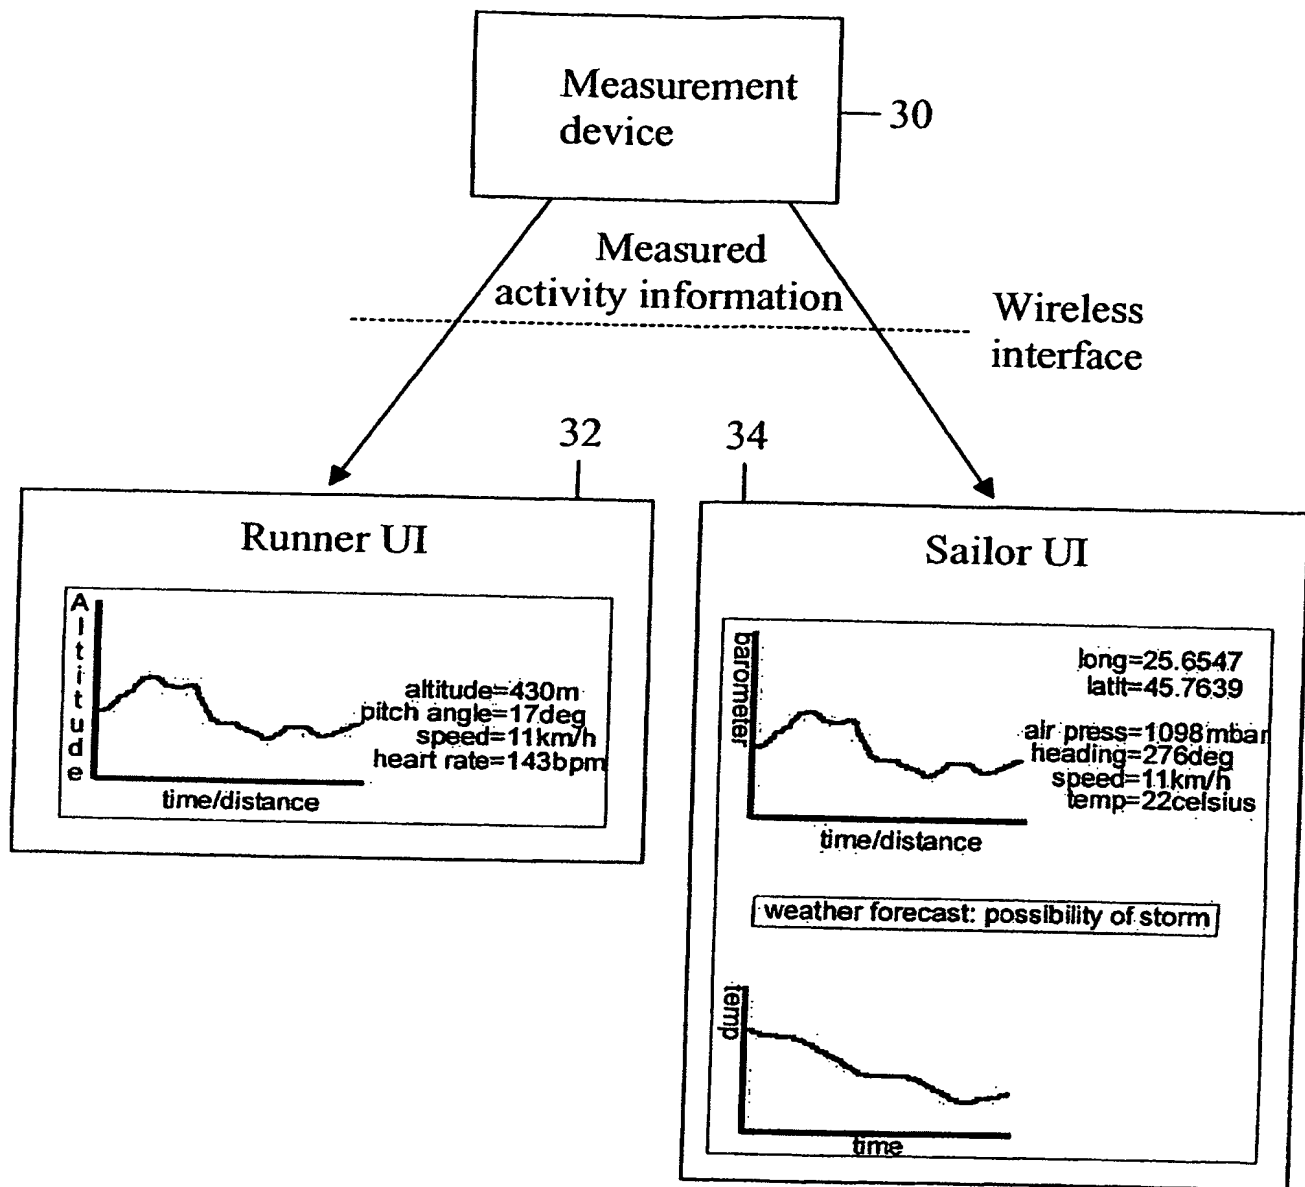 Measurement
device
30
Measured
activity information
Wireless
interface
32
34
Runner UI
Altitude
altitude=430m
pitch angle=17deg
speed=11km/h
heart rate=143bpm
time/distance
Sailor UI
barometer
long=25.6547
latit=45.7639
air press=1098mbar
heading=276deg
speed=11km/h
temp=22celsius
time/distance
weather forecast: possibility of storm
temp
time